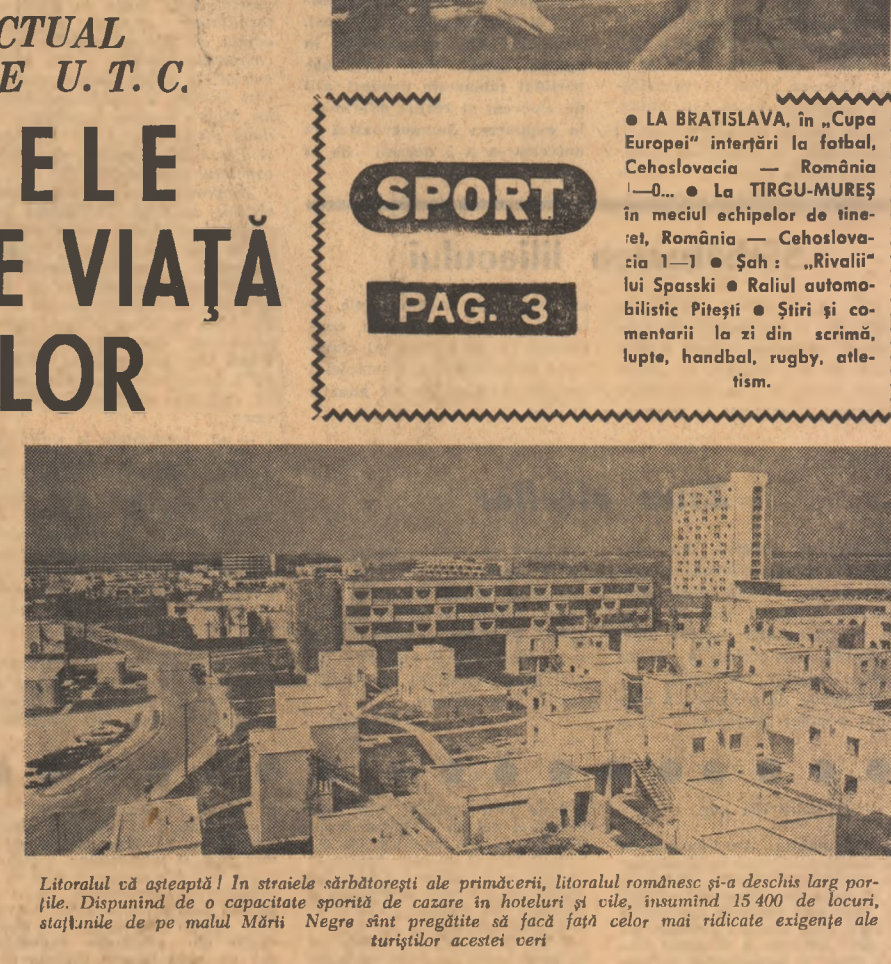 CTUAL
E U. T. C.
ELE
E VIAȚĂ
LOR
SPORT
PAG. 3
● LA BRATISLAVA, în „Cupa
Europei" interțări la fotbal,
Cehoslovacia — România
1—0... ● La TIRGU-MUREȘ
în meciul echipelor de tine-
ret, România — Cehoslova-
cia 1—1 ● Șah : „Rivalii"
lui Spasski ● Raliul automo-
bilistic Pitești ● Știri și co-
mentarii la zi din scrimă,
lupte, handbal, rugby, atle-
tism.
Litoralul vă așteaptă ! In straiele sărbătorești ale primăverii, litoralul românesc și-a deschis larg por-
țile. Dispunînd de o capacitate sporită de cazare în hoteluri și vile, însumînd 15 400 de locuri,
stațiunile de pe malul Mării Negre sînt pregătite să facă față celor mai ridicate exigențe ale
turiștilor acestei veri